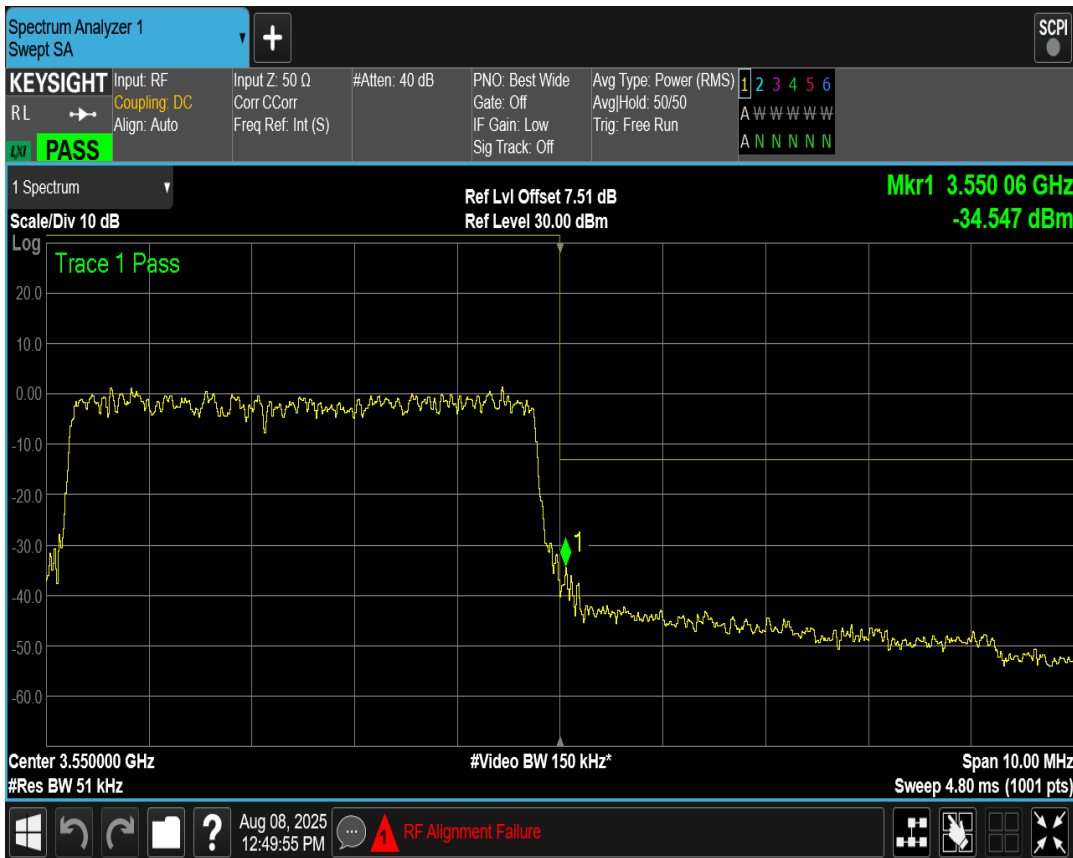 Spectrum Analyzer 1
Swept SA
+
SCPI
KEYSIGHT
R L
LXI PASS
Input: RF
Coupling: DC
Align: Auto
Input Z: 50 Ω
Corr CCorr
Freq Ref: Int (S)
#Atten: 40 dB
PNO: Best Wide
Gate: Off
IF Gain: Low
Sig Track: Off
Avg Type: Power (RMS)
Avg|Hold: 50/50
Trig: Free Run
1 2 3 4 5 6
A W W W W W
A N N N N N
1 Spectrum
Scale/Div 10 dB
Ref Lvl Offset 7.51 dB
Ref Level 30.00 dBm
Mkr1 3.550 06 GHz
-34.547 dBm
Log
Trace 1 Pass
20.0
10.0
0.00
-10.0
-20.0
-30.0
1
-40.0
-50.0
-60.0
Center 3.550000 GHz
#Res BW 51 kHz
#Video BW 150 kHz*
Span 10.00 MHz
Sweep 4.80 ms (1001 pts)
?
Aug 08, 2025
12:49:55 PM
1
RF Alignment Failure